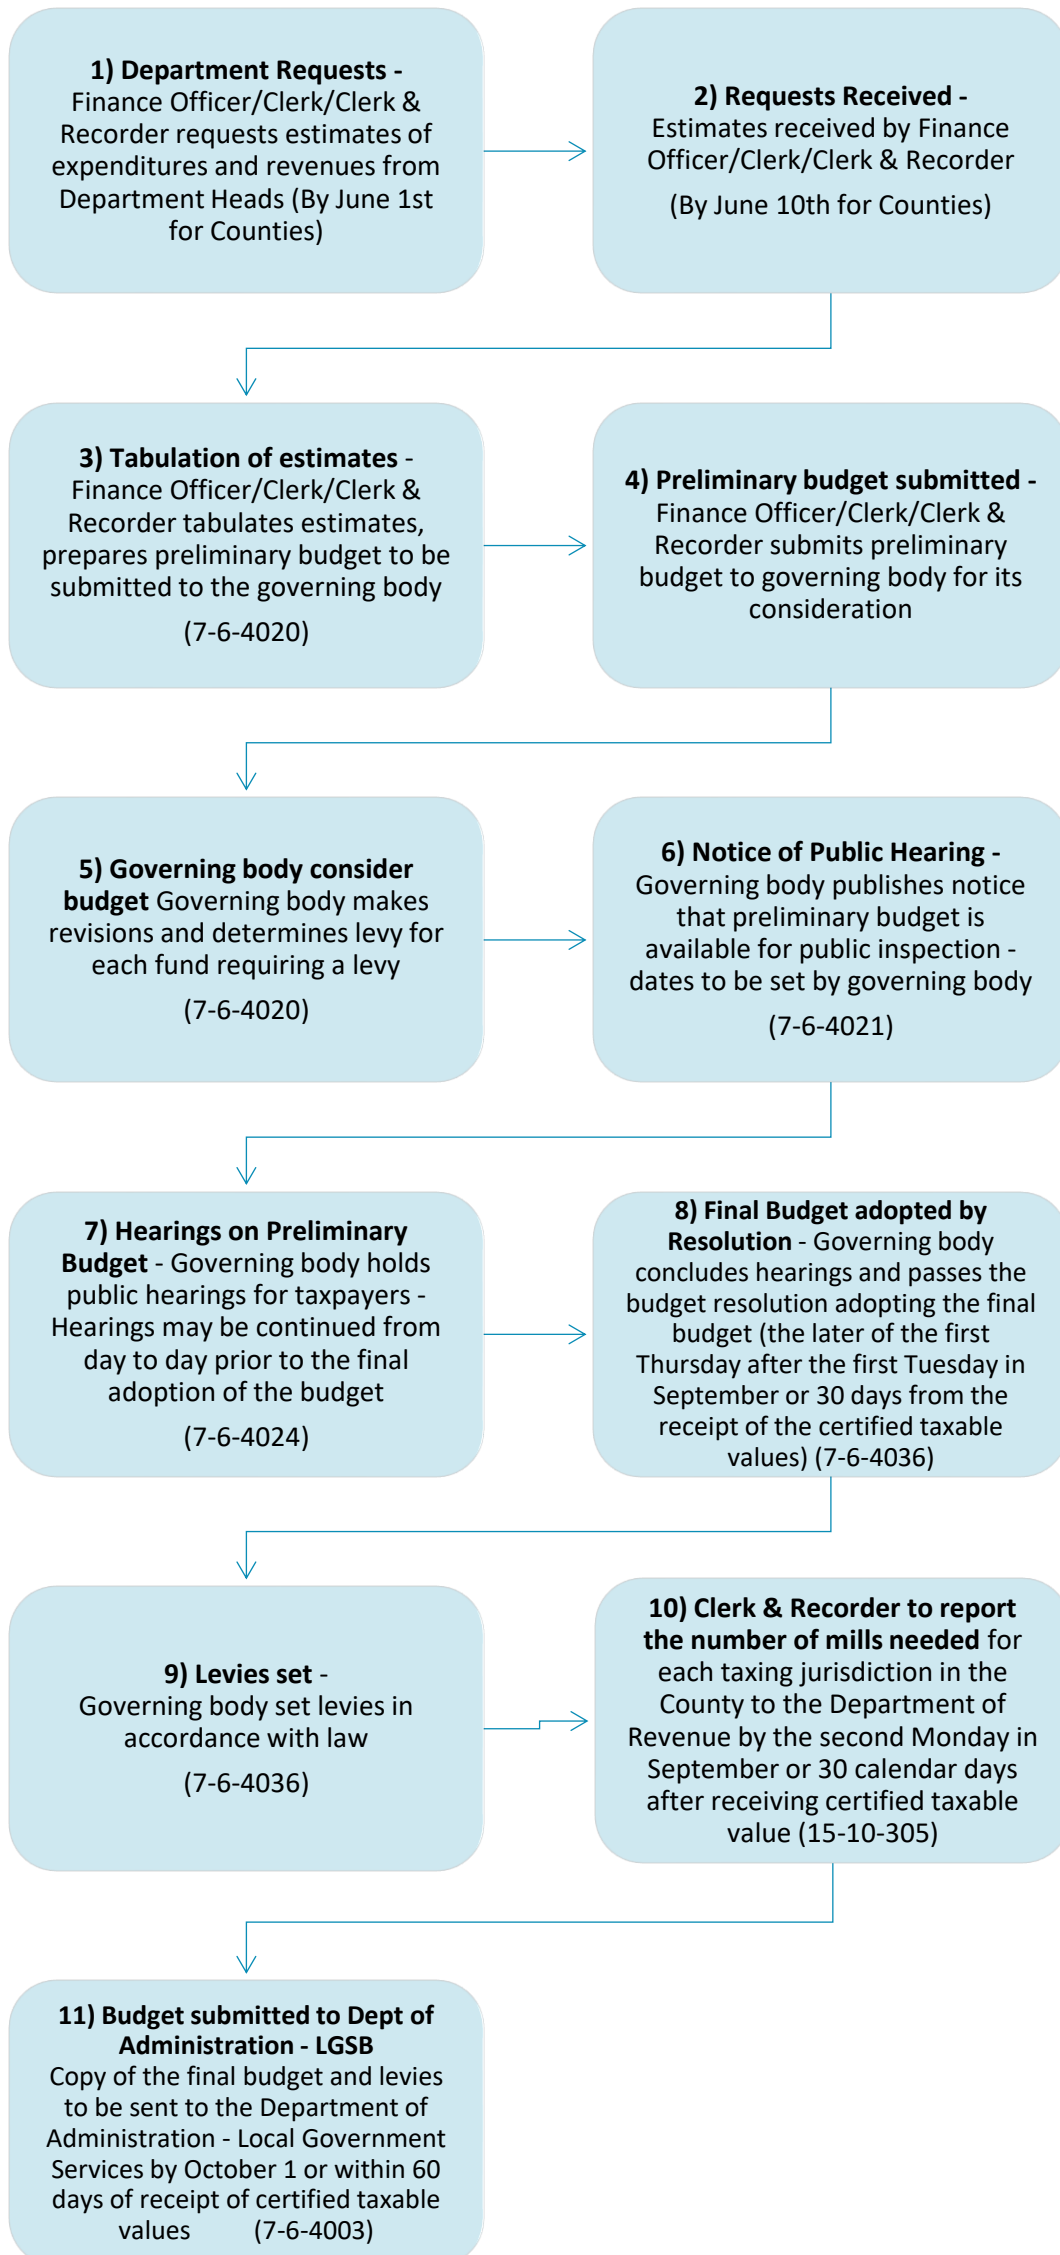 1) Department Requests -
Finance Officer/Clerk/Clerk &
Recorder requests estimates of
expenditures and revenues from
Department Heads (By June 1st
for Counties)
2) Requests Received -
Estimates received by Finance
Officer/Clerk/Clerk & Recorder
(By June 10th for Counties)
3) Tabulation of estimates -
Finance Officer/Clerk/Clerk &
Recorder tabulates estimates,
prepares preliminary budget to be
submitted to the governing body
(7-6-4020)
4) Preliminary budget submitted -
Finance Officer/Clerk/Clerk &
Recorder submits preliminary
budget to governing body for its
consideration
5) Governing body consider
budget Governing body makes
revisions and determines levy for
each fund requiring a levy
(7-6-4020)
6) Notice of Public Hearing -
Governing body publishes notice
that preliminary budget is
available for public inspection -
dates to be set by governing body
(7-6-4021)
7) Hearings on Preliminary
Budget - Governing body holds
public hearings for taxpayers -
Hearings may be continued from
day to day prior to the final
adoption of the budget
(7-6-4024)
8) Final Budget adopted by
Resolution - Governing body
concludes hearings and passes the
budget resolution adopting the final
budget (the later of the first
Thursday after the first Tuesday in
September or 30 days from the
receipt of the certified taxable
values) (7-6-4036)
9) Levies set -
Governing body set levies in
accordance with law
(7-6-4036)
10) Clerk & Recorder to report
the number of mills needed for
each taxing jurisdiction in the
County to the Department of
Revenue by the second Monday in
September or 30 calendar days
after receiving certified taxable
value (15-10-305)
11) Budget submitted to Dept of
Administration - LGSB
Copy of the final budget and levies
to be sent to the Department of
Administration - Local Government
Services by October 1 or within 60
days of receipt of certified taxable
values (7-6-4003)